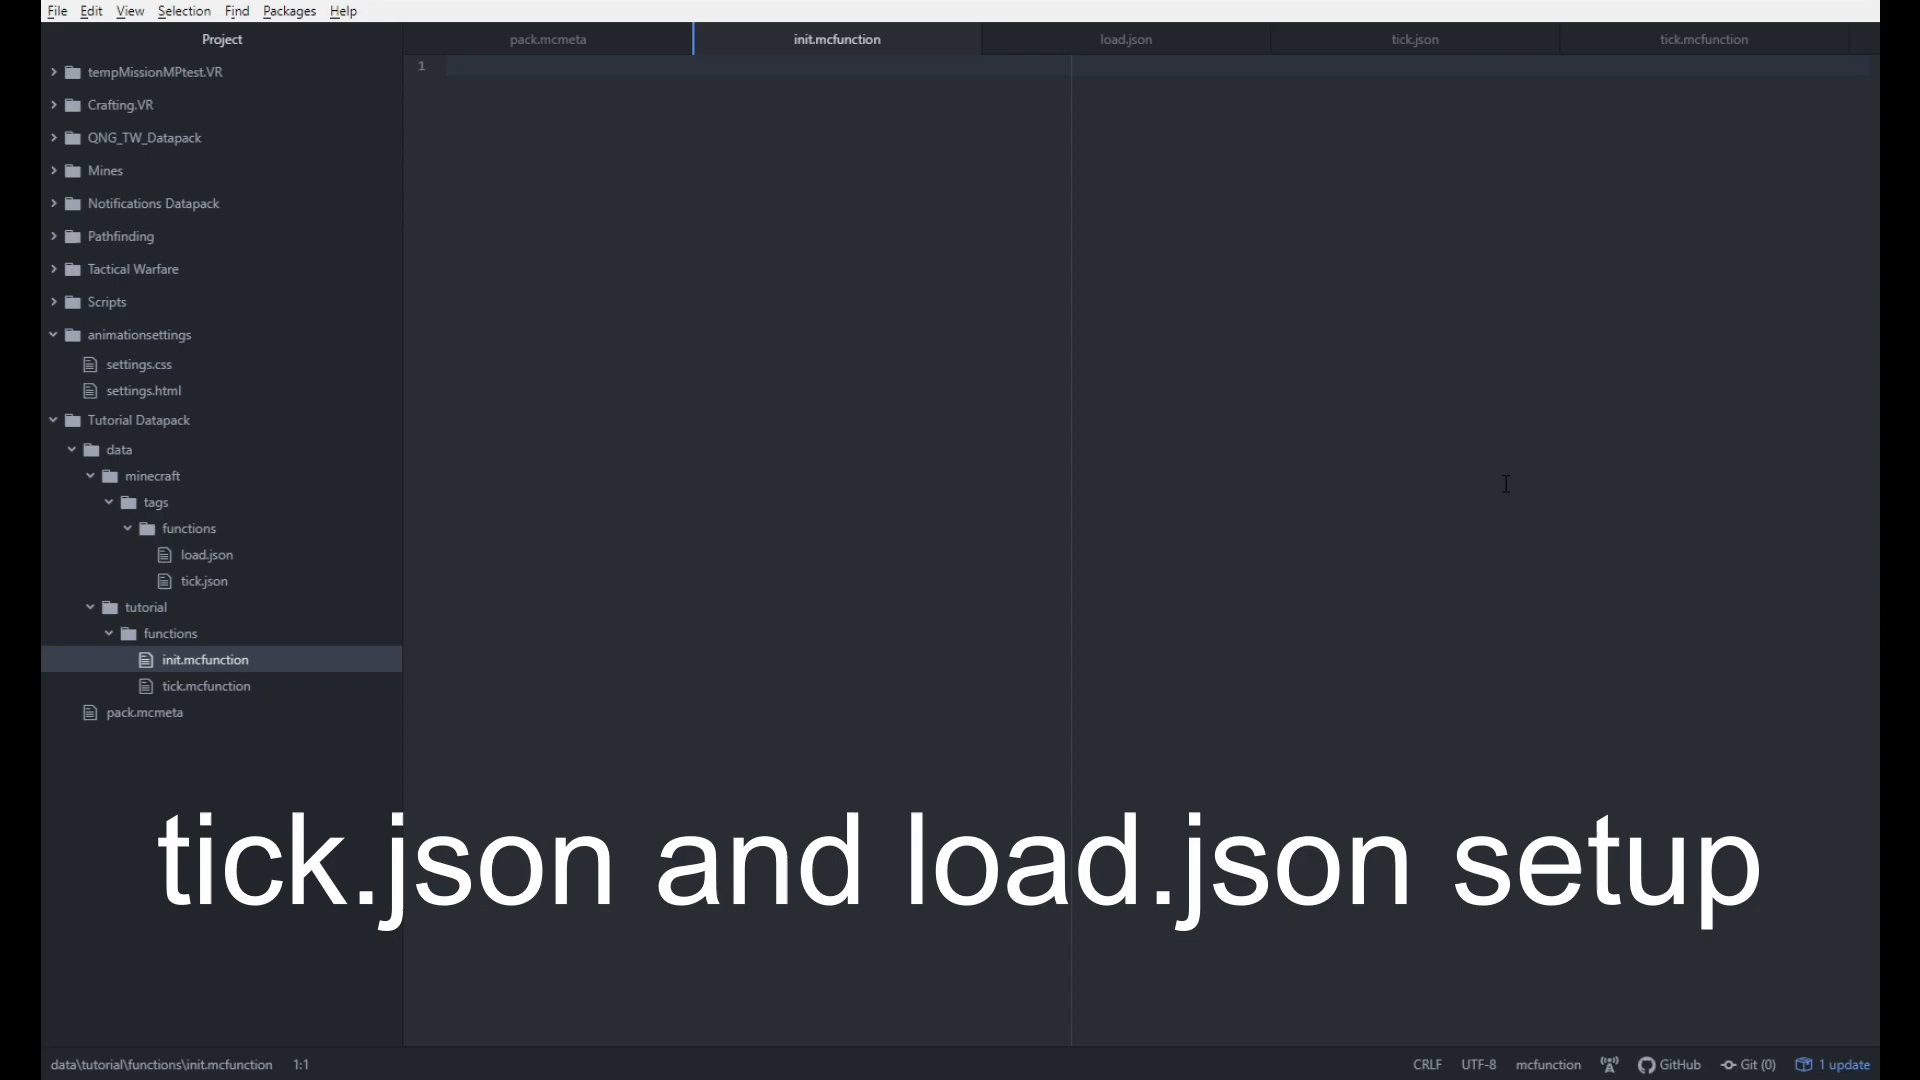 File Edit View Selection Find Packages Help
Project
pack.mcmeta
init.mcfunction
load.json
tick.json
tick.mcfunction
1
tempMissionMPtest.VR
Crafting.VR
QNG_TW_Datapack
Mines
Notifications Datapack
Pathfinding
Tactical Warfare
Scripts
animationsettings
settings.css
settings.html
Tutorial Datapack
data
minecraft
tags
functions
load.json
tick.json
tutorial
functions
init.mcfunction
tick.mcfunction
pack.mcmeta
tick.json and load.json setup
data\tutorial\functions\init.mcfunction 1:1
CRLF UTF-8 mcfunction GitHub Git (0) 1 update